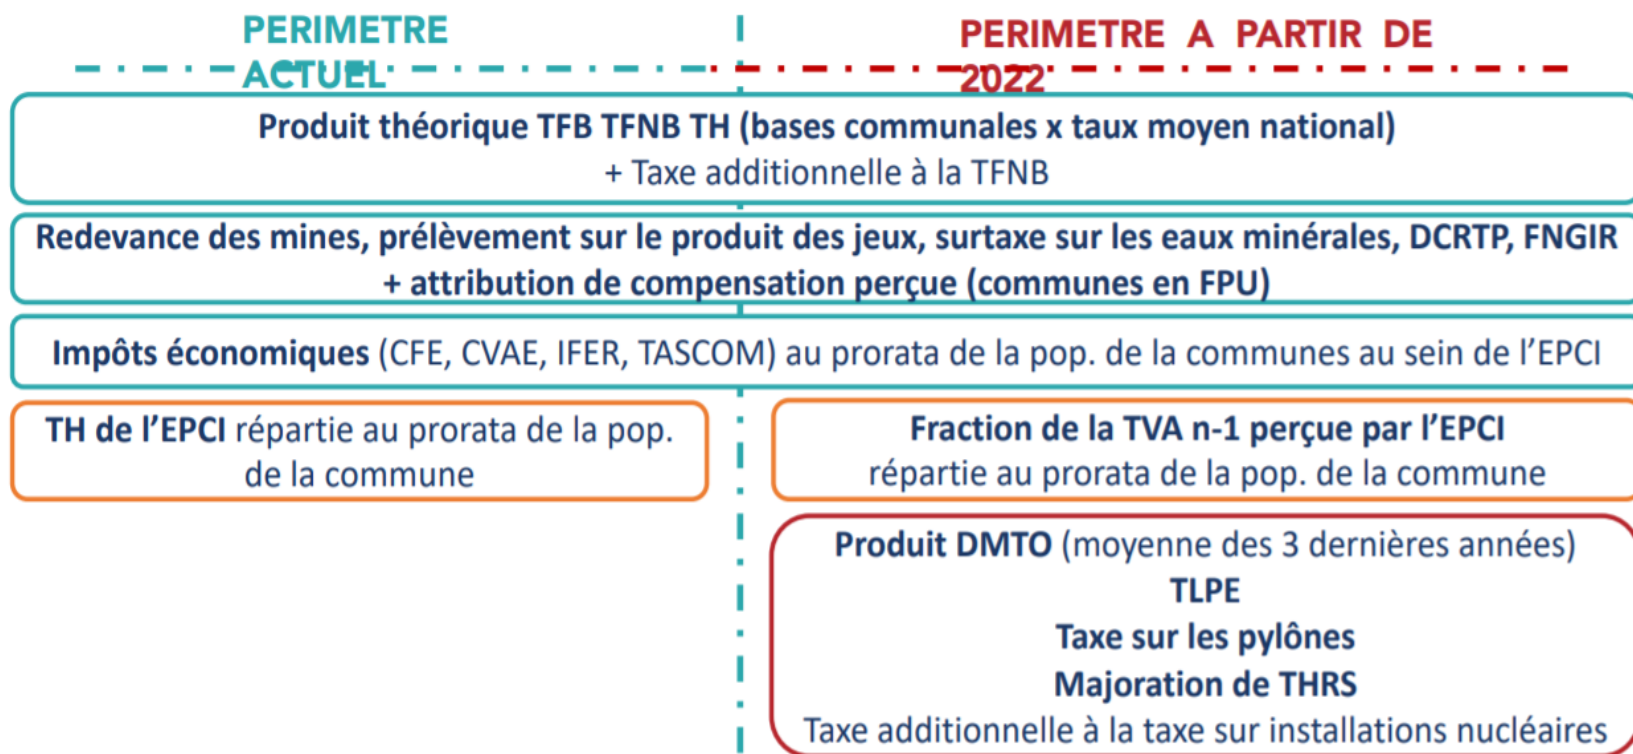 PERIMETRE
ACTUEL
PERIMETRE A PARTIR DE
2022
Produit théorique TFB TFNB TH (bases communales x taux moyen national)
+ Taxe additionnelle à la TFNB
Redevance des mines, prélèvement sur le produit des jeux, surtaxe sur les eaux minérales, DCRTP, FNGIR
+ attribution de compensation perçue (communes en FPU)
Impôts économiques (CFE, CVAE, IFER, TASCOM) au prorata de la pop. de la communes au sein de l’EPCI
TH de l’EPCI répartie au prorata de la pop.
de la commune
Fraction de la TVA n-1 perçue par l’EPCI
répartie au prorata de la pop. de la commune
Produit DMTO (moyenne des 3 dernières années)
TLPE
Taxe sur les pylônes
Majoration de THRS
Taxe additionnelle à la taxe sur installations nucléaires